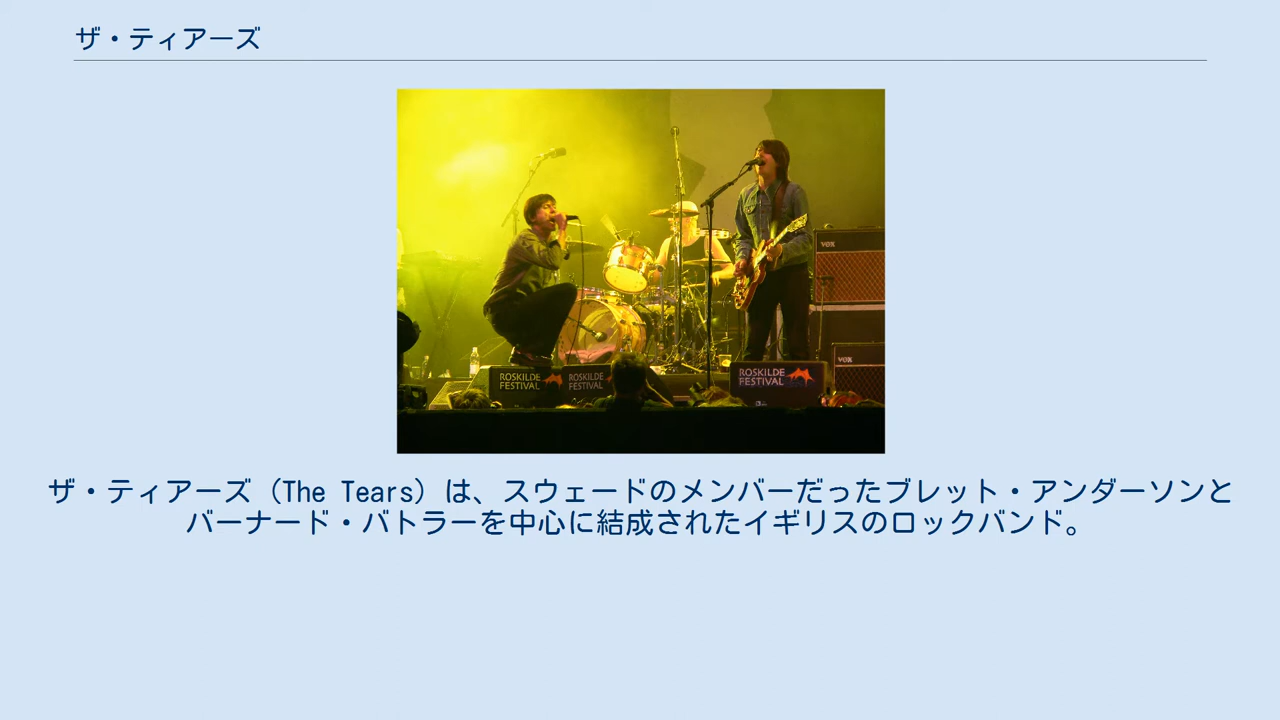 ザ・ティアーズ
VOX
VOX
ROSKILDE
FESTIVAL
ROSKILDE
FESTIVAL
ROSKILDE
FESTIVAL
ザ・ティアーズ（The Tears）は、スウェードのメンバーだったブレット・アンダーソンと
バーナード・バトラーを中心に結成されたイギリスのロックバンド。